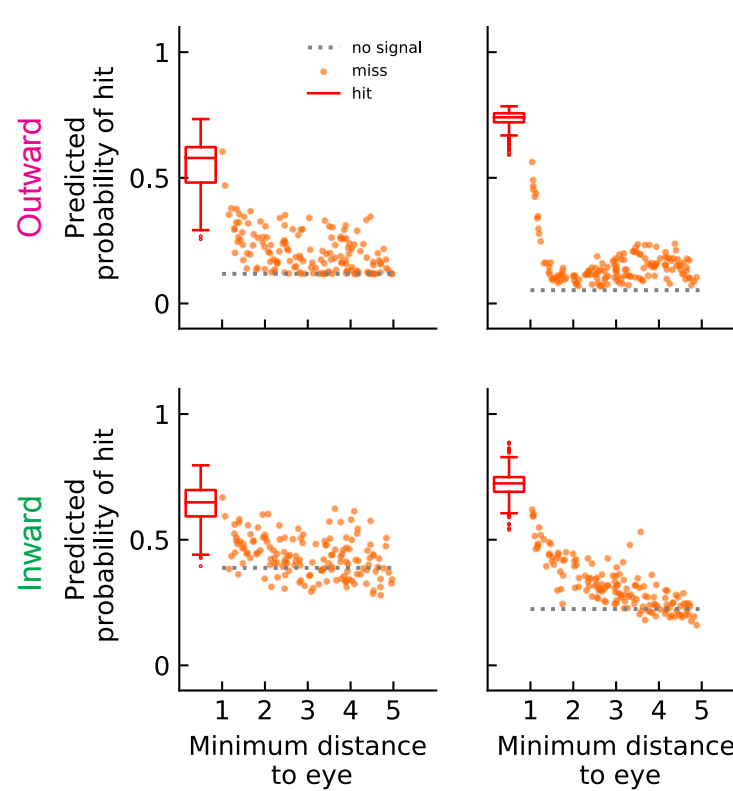 1
0.5
0
Outward
Predicted
probability of hit
no signal
miss
hit
1
0.5
0
Inward
Predicted
probability of hit
1 2 3 4 5
1 2 3 4 5
Minimum distance
to eye
Minimum distance
to eye